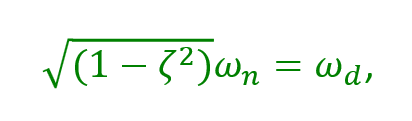 √(1 − ζ²)ωₙ = ω_d,